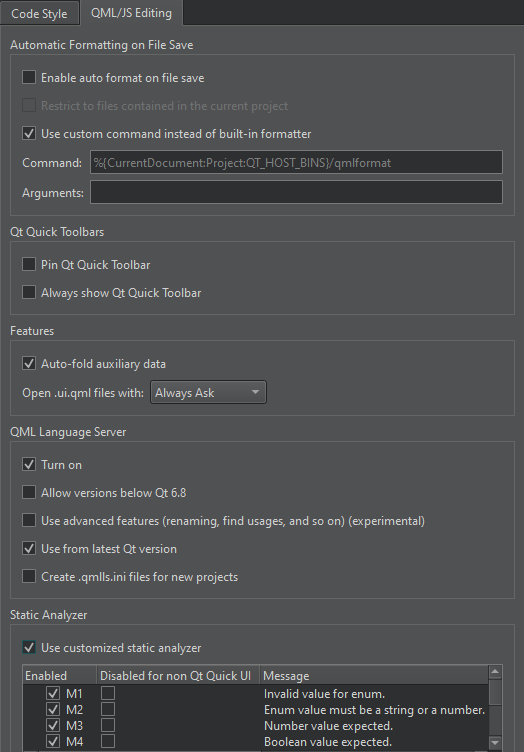 Code Style QML/JS Editing
Automatic Formatting on File Save
Enable auto format on file save
Restrict to files contained in the current project
Use custom command instead of built-in formatter
Command: %{CurrentDocument:Project:QT_HOST_BINS}/qmlformat
Arguments:
Qt Quick Toolbars
Pin Qt Quick Toolbar
Always show Qt Quick Toolbar
Features
Auto-fold auxiliary data
Open .ui.qml files with: Always Ask
QML Language Server
Turn on
Allow versions below Qt 6.8
Use advanced features (renaming, find usages, and so on) (experimental)
Use from latest Qt version
Create .qmlls.ini files for new projects
Static Analyzer
Use customized static analyzer
Enabled Disabled for non Qt Quick UI Message
M1 Invalid value for enum.
M2 Enum value must be a string or a number.
M3 Number value expected.
M4 Boolean value expected.